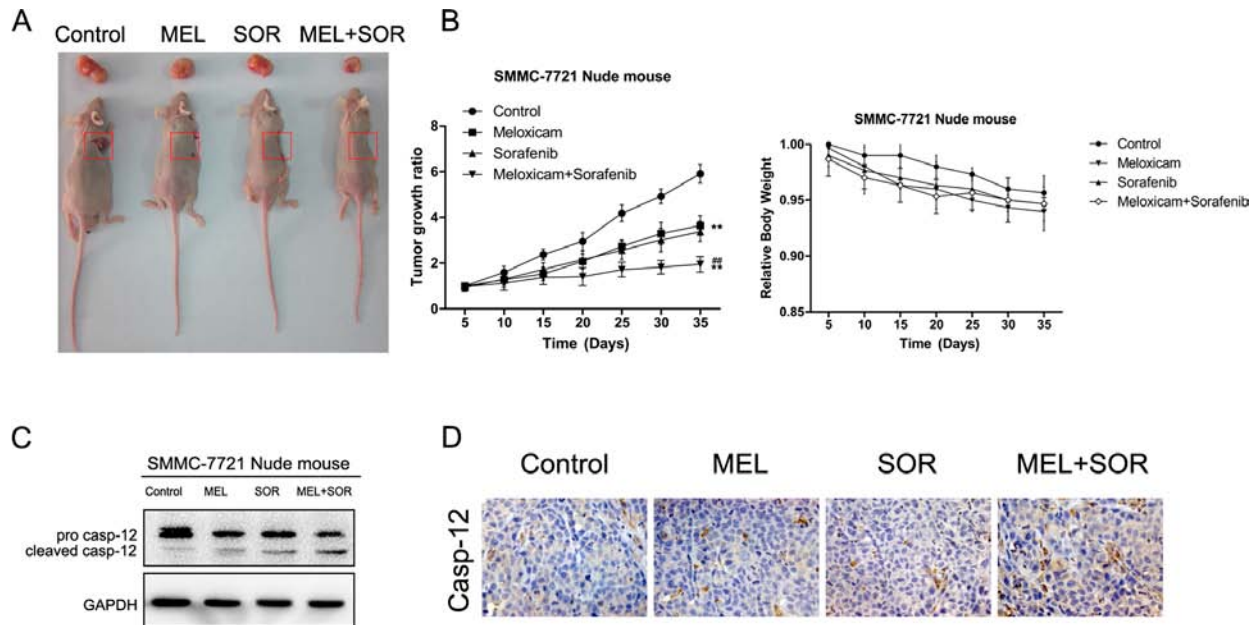 A
Control MEL SOR MEL+SOR
B
SMMC-7721 Nude mouse
Control
Meloxicam
Sorafenib
Meloxicam+Sorafenib
Tumor growth ratio
8
6
4
2
0
**
##
**
5 10 15 20 25 30 35
Time (Days)
SMMC-7721 Nude mouse
Control
Meloxicam
Sorafenib
Meloxicam+Sorafenib
Relative Body Weight
1.00
0.95
0.90
0.85
5 10 15 20 25 30 35
Time (Days)
C
SMMC-7721 Nude mouse
Control MEL SOR MEL+SOR
pro casp-12
cleaved casp-12
GAPDH
D
Control MEL SOR MEL+SOR
Casp-12